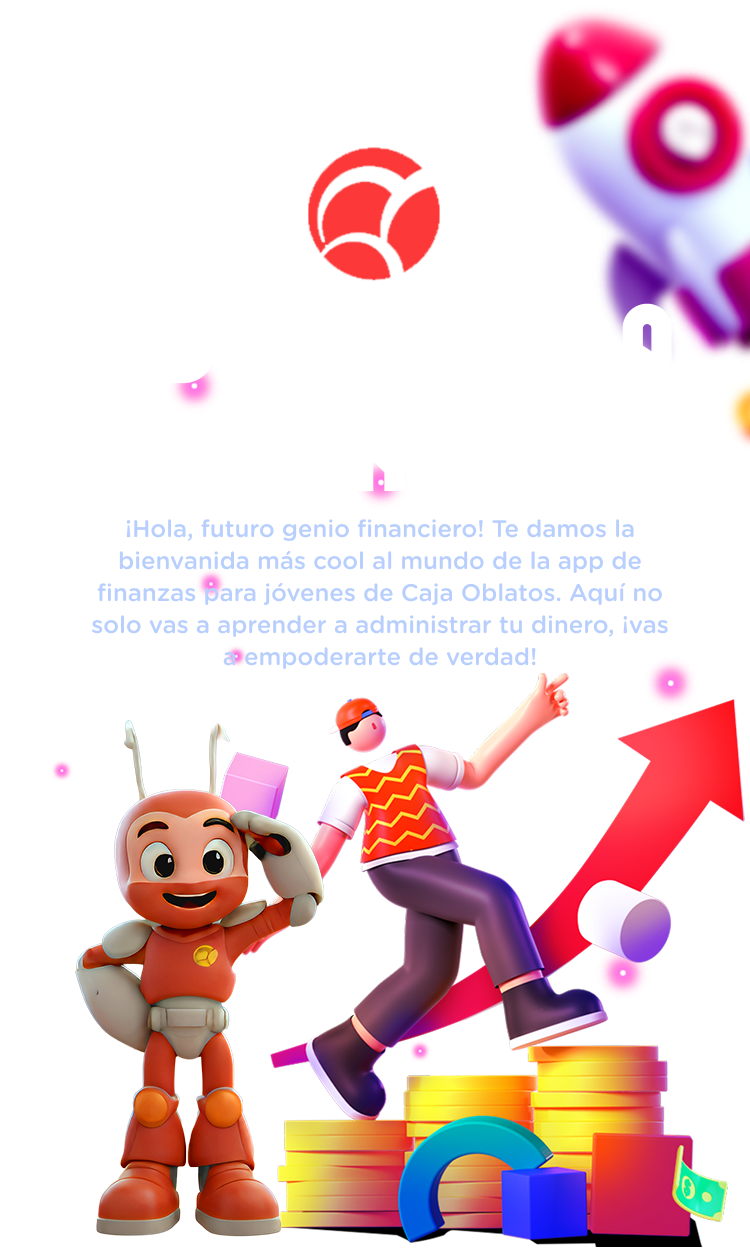 ¡Hola, futuro genio financiero! Te damos la
bienvanida más cool al mundo de la app de
finanzas para jóvenes de Caja Oblatos. Aquí no
solo vas a aprender a administrar tu dinero, ¡vas
a empoderarte de verdad!